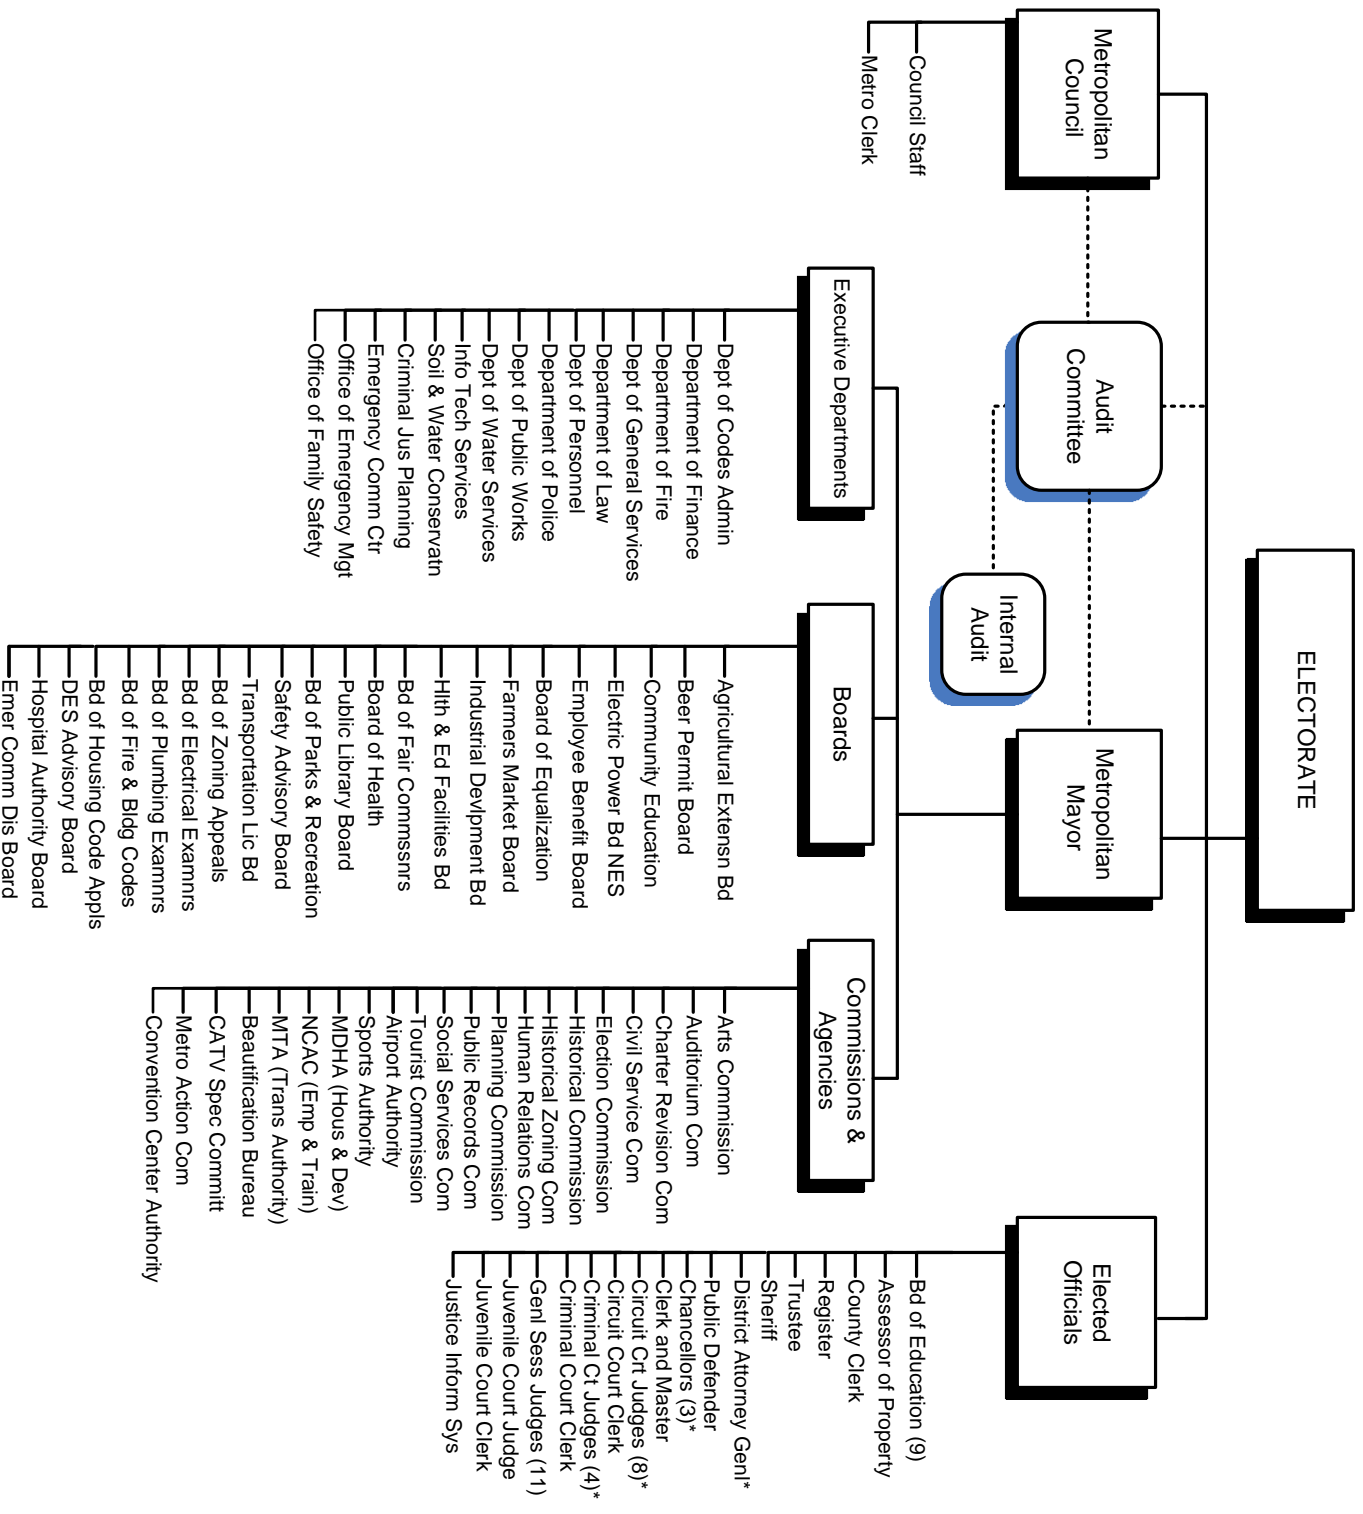 ELECTORATE
Metropolitan
Council
Audit
Committee
Metropolitan
Mayor
Elected
Officials
Internal
Audit
Council Staff
Metro Clerk
Executive Departments
Dept of Codes Admin
Department of Finance
Department of Fire
Dept of General Services
Department of Law
Dept of Personnel
Department of Police
Dept of Public Works
Dept of Water Services
Info Tech Services
Soil & Water Conservatn
Criminal Jus Planning
Emergency Comm Ctr
Office of Emergency Mgt
Office of Family Safety
Boards
Agricultural Extensn Bd
Beer Permit Board
Community Education
Electric Power Bd NES
Employee Benefit Board
Board of Equalization
Farmers Market Board
Industrial Devlpment Bd
Hlth & Ed Facilities Bd
Bd of Fair Commssnrs
Board of Health
Public Library Board
Bd of Parks & Recreation
Safety Advisory Board
Transportation Lic Bd
Bd of Zoning Appeals
Bd of Electrical Examnrs
Bd of Plumbing Examnrs
Bd of Fire & Bldg Codes
Bd of Housing Code Appls
DES Advisory Board
Hospital Authority Board
Emer Comm Dis Board
Commissions &
Agencies
Arts Commission
Auditorium Com
Charter Revision Com
Civil Service Com
Election Commission
Historical Commission
Historical Zoning Com
Human Relations Com
Planning Commission
Public Records Com
Social Services Com
Tourist Commission
Airport Authority
Sports Authority
MDHA (Hous & Dev)
NCAC (Emp & Train)
MTA (Trans Authority)
Beautification Bureau
CATV Spec Committ
Metro Action Com
Convention Center Authority
Bd of Education (9)
Assessor of Property
County Clerk
Register
Trustee
Sheriff
District Attorney Genl*
Public Defender
Chancellors (3)*
Clerk and Master
Circuit Crt Judges (8)*
Circuit Court Clerk
Criminal Ct Judges (4)*
Criminal Court Clerk
Genl Sess Judges (11)
Juvenile Court Judge
Juvenile Court Clerk
Justice Inform Sys